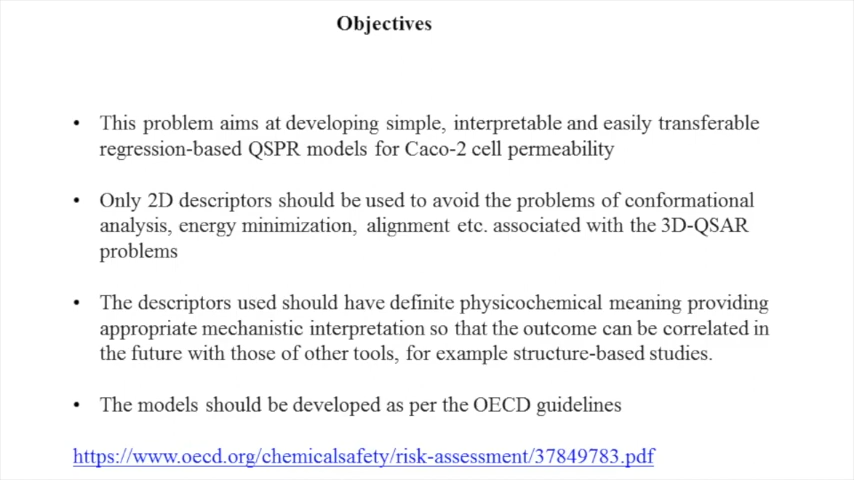 Objectives
• This problem aims at developing simple, interpretable and easily transferable
regression-based QSPR models for Caco-2 cell permeability
• Only 2D descriptors should be used to avoid the problems of conformational
analysis, energy minimization, alignment etc. associated with the 3D-QSAR
problems
• The descriptors used should have definite physicochemical meaning providing
appropriate mechanistic interpretation so that the outcome can be correlated in
the future with those of other tools, for example structure-based studies.
• The models should be developed as per the OECD guidelines
https://www.oecd.org/chemicalsafety/risk-assessment/37849783.pdf